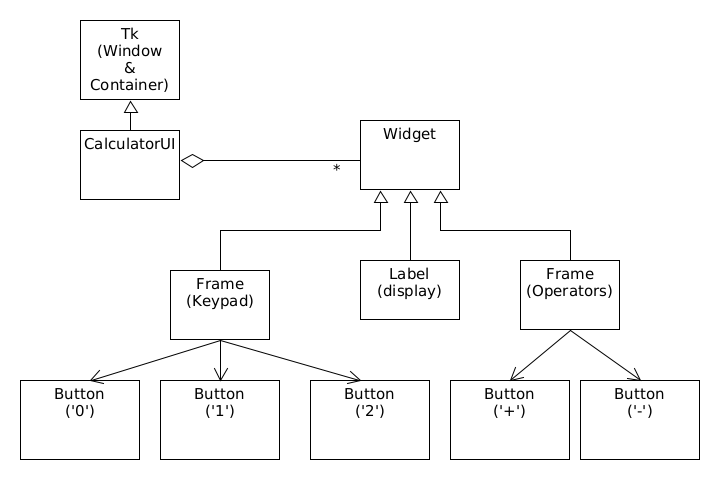 Tk
(Window
&
Container)
CalculatorUI
Widget
*
Frame
(Keypad)
Label
(display)
Frame
(Operators)
Button
('0')
Button
('1')
Button
('2')
Button
('+')
Button
('-')